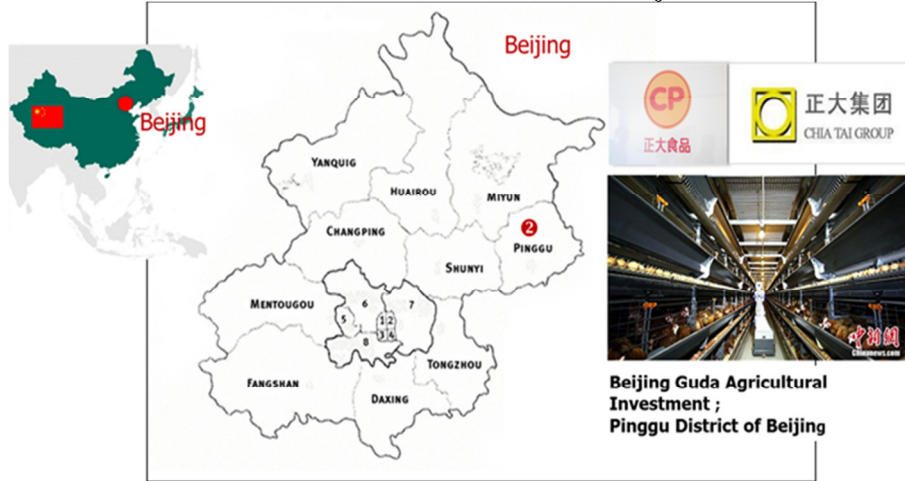 Beijing
Beijing
YANQUIG
HUAIROU
MIYUN
CHANGPING
2
PINGGU
SHUNYI
MENTOUGOU
6
7
5
1 2
3 4
8
TONGZHOU
FANGSHAN
DAXING
CP
正大食品
正大集团
CHIA TAI GROUP
中新網
Chinanews.com
Beijing Guda Agricultural
Investment ;
Pinggu District of Beijing